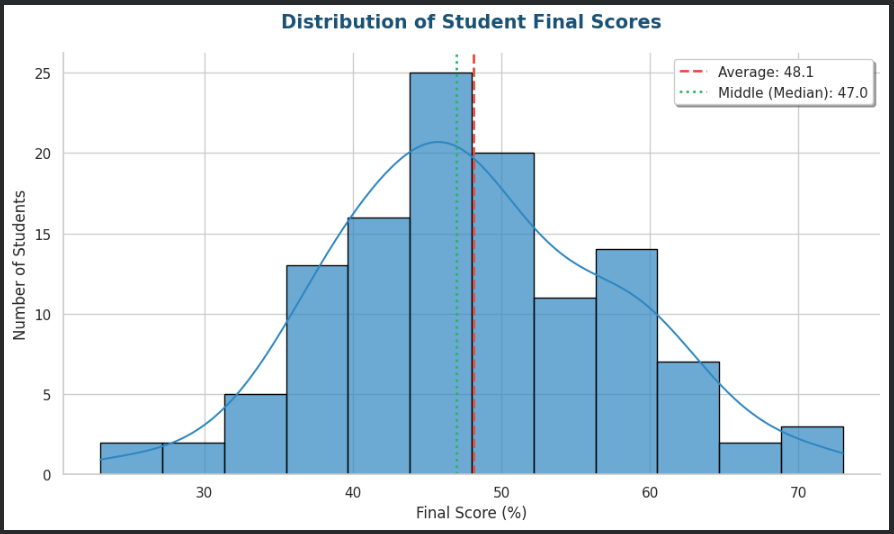 Distribution of Student Final Scores
Average: 48.1
Middle (Median): 47.0
Number of Students
25
20
15
10
5
0
30 40 50 60 70
Final Score (%)